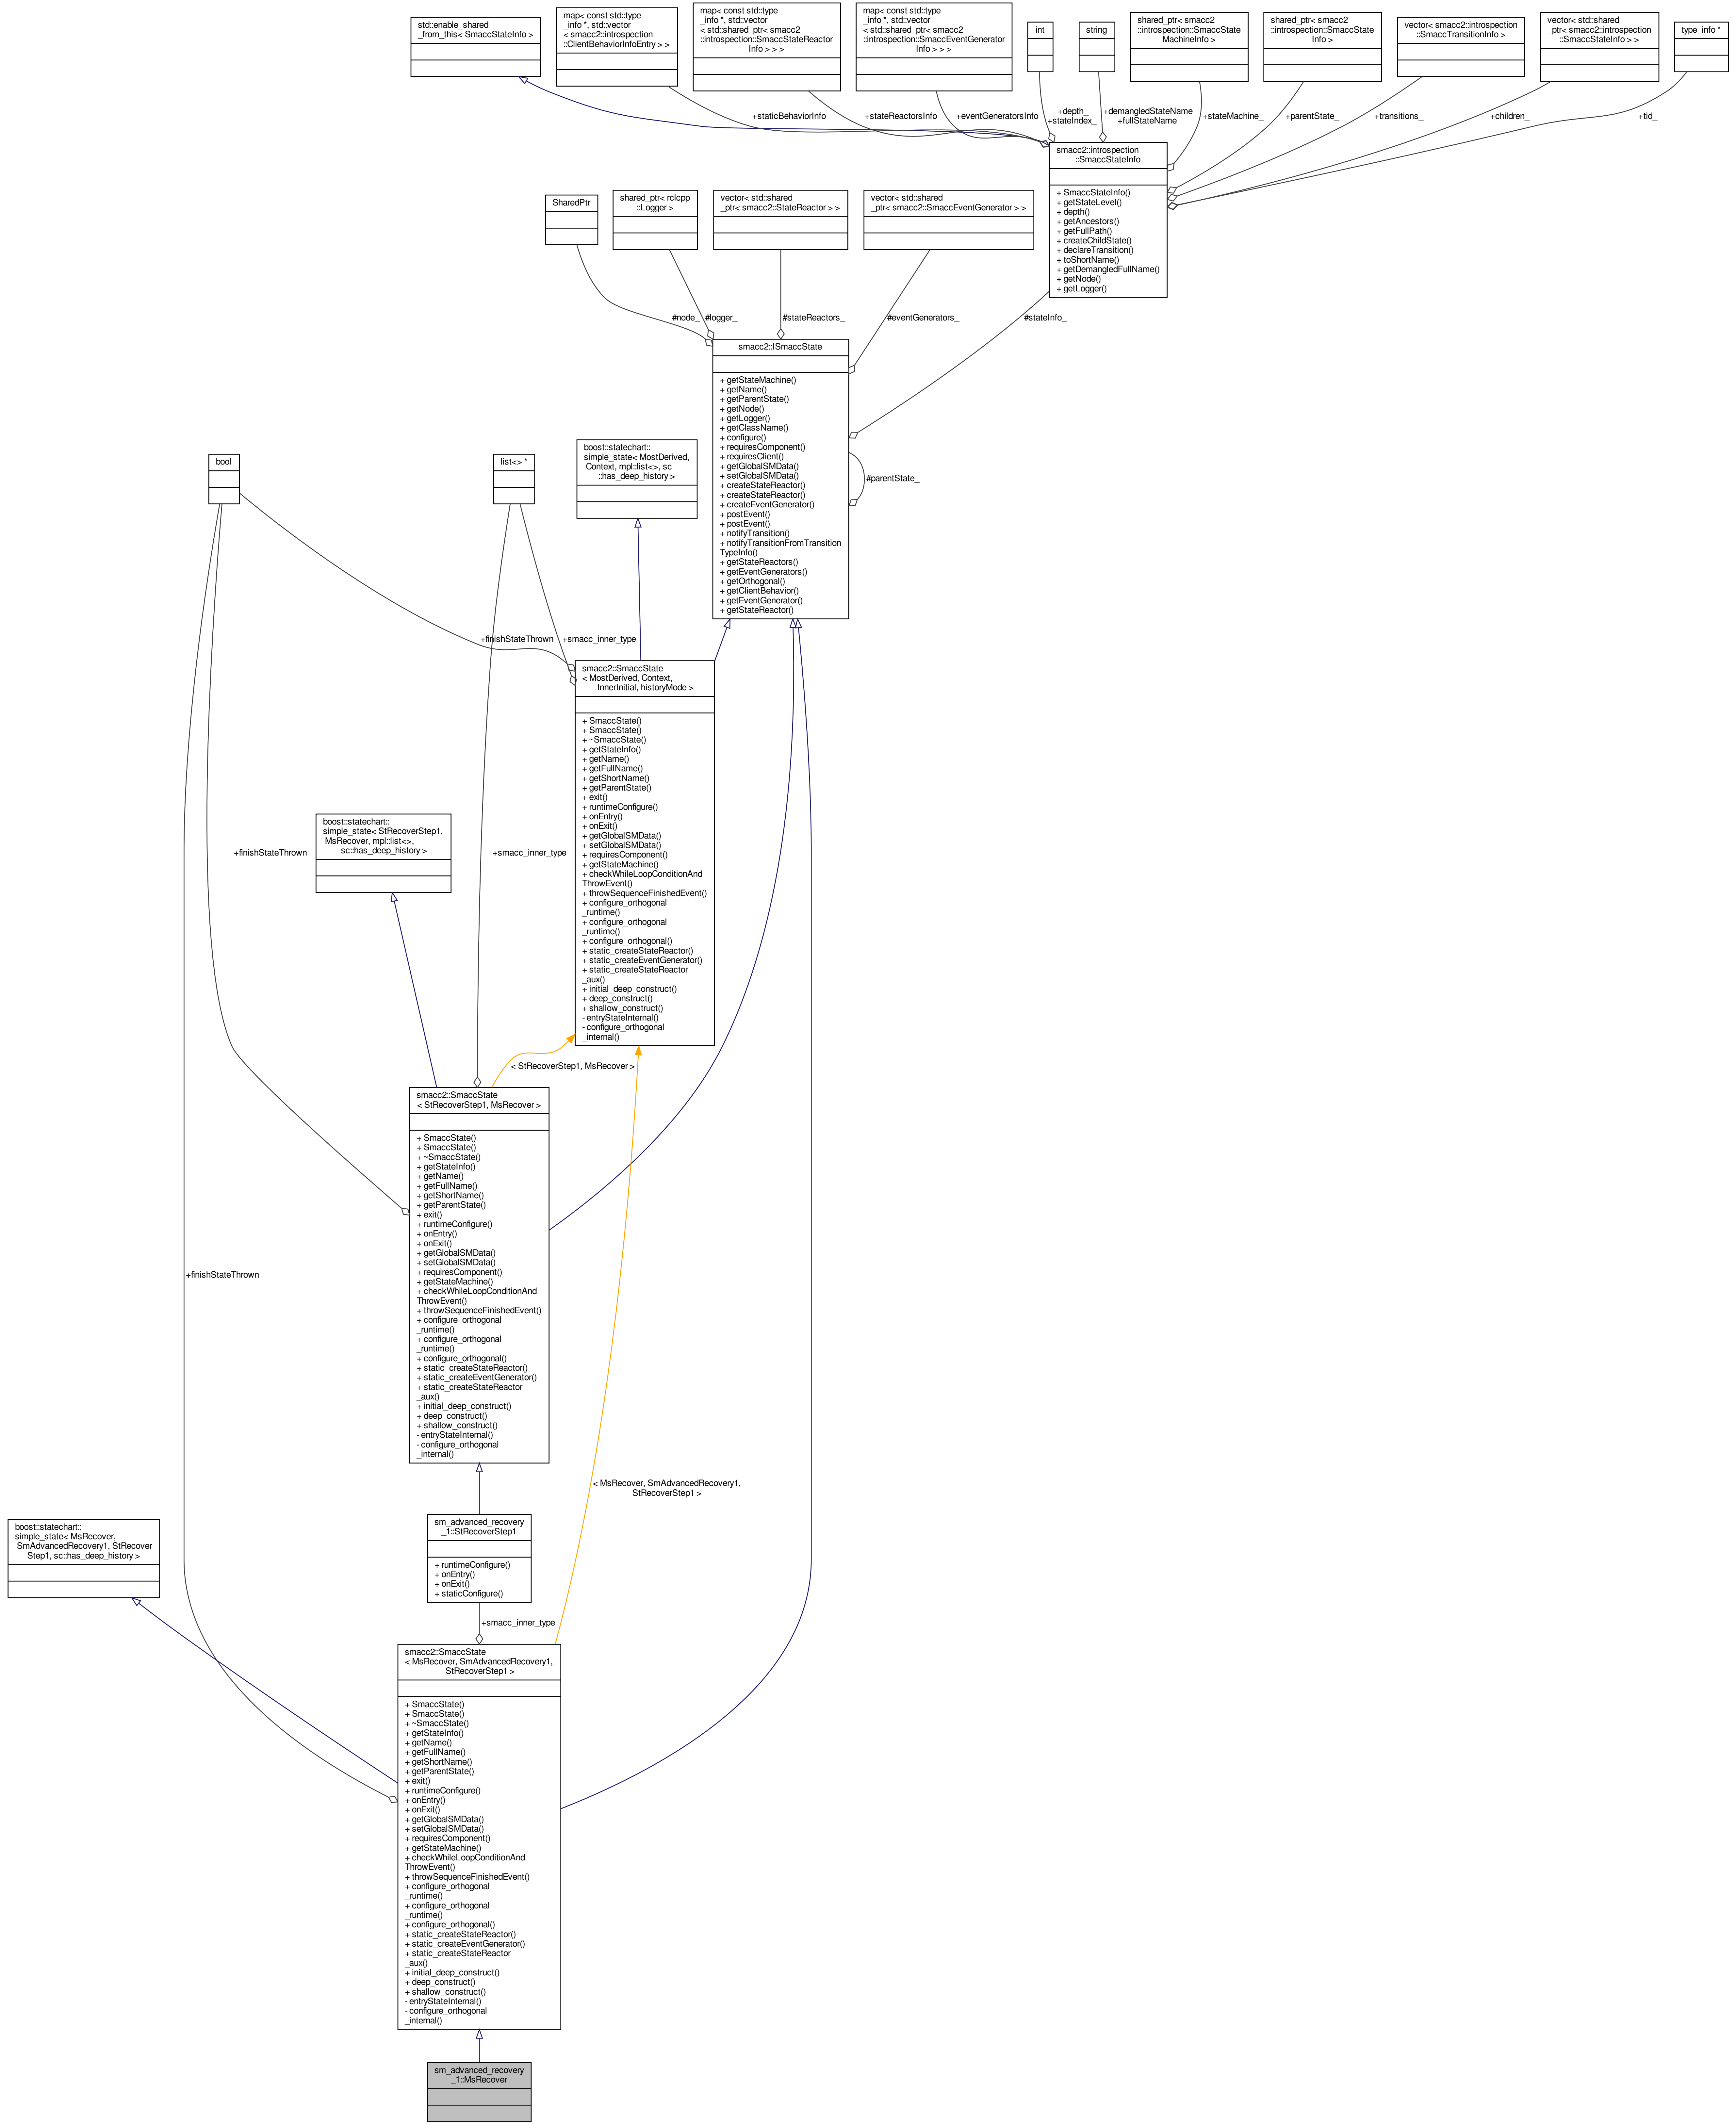 std::enable_shared
_from_this< SmaccStateInfo >
map< const std::type
_info *, std::vector
< smacc2::introspection
::ClientBehaviorInfoEntry > >
map< const std::type
_info *, std::vector
< std::shared_ptr< smacc2
::introspection::SmaccStateReactor
Info > > >
map< const std::type
_info *, std::vector
< std::shared_ptr< smacc2
::introspection::SmaccEventGenerator
Info > > >
int
string
shared_ptr< smacc2
::introspection::SmaccState
MachineInfo >
shared_ptr< smacc2
::introspection::SmaccState
Info >
vector< smacc2::introspection
::SmaccTransitionInfo >
vector< std::shared
_ptr< smacc2::introspection
::SmaccStateInfo > >
type_info *
+staticBehaviorInfo
+stateReactorsInfo
+eventGeneratorsInfo
+depth_
+stateIndex_
+demangledStateName
+fullStateName
+stateMachine_
+parentState_
+transitions_
+children_
+tid_
smacc2::introspection
::SmaccStateInfo
+ SmaccStateInfo()
+ getStateLevel()
+ depth()
+ getAncestors()
+ getFullPath()
+ createChildState()
+ declareTransition()
+ toShortName()
+ getDemangledFullName()
+ getNode()
+ getLogger()
SharedPtr
shared_ptr< rclcpp
::Logger >
vector< std::shared
_ptr< smacc2::StateReactor > >
vector< std::shared
_ptr< smacc2::SmaccEventGenerator > >
#node_
#logger_
#stateReactors_
#eventGenerators_
#stateInfo_
smacc2::ISmaccState
+ getStateMachine()
+ getName()
+ getParentState()
+ getNode()
+ getLogger()
+ getClassName()
+ configure()
+ requiresComponent()
+ requiresClient()
+ getGlobalSMData()
+ setGlobalSMData()
+ createStateReactor()
+ createStateReactor()
+ createEventGenerator()
+ postEvent()
+ postEvent()
+ notifyTransition()
+ notifyTransitionFromTransition
TypeInfo()
+ getStateReactors()
+ getEventGenerators()
+ getOrthogonal()
+ getClientBehavior()
+ getEventGenerator()
+ getStateReactor()
#parentState_
bool
list<> *
boost::statechart::
simple_state< MostDerived,
Context, mpl::list<>, sc
::has_deep_history >
+finishStateThrown
+smacc_inner_type
smacc2::SmaccState
< MostDerived, Context,
InnerInitial, historyMode >
+ SmaccState()
+ SmaccState()
+ ~SmaccState()
+ getStateInfo()
+ getName()
+ getFullName()
+ getShortName()
+ getParentState()
+ exit()
+ runtimeConfigure()
+ onEntry()
+ onExit()
+ getGlobalSMData()
+ setGlobalSMData()
+ requiresComponent()
+ getStateMachine()
+ checkWhileLoopConditionAnd
ThrowEvent()
+ throwSequenceFinishedEvent()
+ configure_orthogonal
_runtime()
+ configure_orthogonal
_runtime()
+ configure_orthogonal()
+ static_createStateReactor()
+ static_createEventGenerator()
+ static_createStateReactor
_aux()
+ initial_deep_construct()
+ deep_construct()
+ shallow_construct()
- entryStateInternal()
- configure_orthogonal
_internal()
boost::statechart::
simple_state< StRecoverStep1,
MsRecover, mpl::list<>,
sc::has_deep_history >
+finishStateThrown
+smacc_inner_type
< StRecoverStep1, MsRecover >
smacc2::SmaccState
< StRecoverStep1, MsRecover >
+ SmaccState()
+ SmaccState()
+ ~SmaccState()
+ getStateInfo()
+ getName()
+ getFullName()
+ getShortName()
+ getParentState()
+ exit()
+ runtimeConfigure()
+ onEntry()
+ onExit()
+ getGlobalSMData()
+ setGlobalSMData()
+ requiresComponent()
+ getStateMachine()
+ checkWhileLoopConditionAnd
ThrowEvent()
+ throwSequenceFinishedEvent()
+ configure_orthogonal
_runtime()
+ configure_orthogonal
_runtime()
+ configure_orthogonal()
+ static_createStateReactor()
+ static_createEventGenerator()
+ static_createStateReactor
_aux()
+ initial_deep_construct()
+ deep_construct()
+ shallow_construct()
- entryStateInternal()
- configure_orthogonal
_internal()
+finishStateThrown
< MsRecover, SmAdvancedRecovery1,
StRecoverStep1 >
sm_advanced_recovery
_1::StRecoverStep1
+ runtimeConfigure()
+ onEntry()
+ onExit()
+ staticConfigure()
boost::statechart::
simple_state< MsRecover,
SmAdvancedRecovery1, StRecover
Step1, sc::has_deep_history >
+smacc_inner_type
smacc2::SmaccState
< MsRecover, SmAdvancedRecovery1,
StRecoverStep1 >
+ SmaccState()
+ SmaccState()
+ ~SmaccState()
+ getStateInfo()
+ getName()
+ getFullName()
+ getShortName()
+ getParentState()
+ exit()
+ runtimeConfigure()
+ onEntry()
+ onExit()
+ getGlobalSMData()
+ setGlobalSMData()
+ requiresComponent()
+ getStateMachine()
+ checkWhileLoopConditionAnd
ThrowEvent()
+ throwSequenceFinishedEvent()
+ configure_orthogonal
_runtime()
+ configure_orthogonal
_runtime()
+ configure_orthogonal()
+ static_createStateReactor()
+ static_createEventGenerator()
+ static_createStateReactor
_aux()
+ initial_deep_construct()
+ deep_construct()
+ shallow_construct()
- entryStateInternal()
- configure_orthogonal
_internal()
sm_advanced_recovery
_1::MsRecover